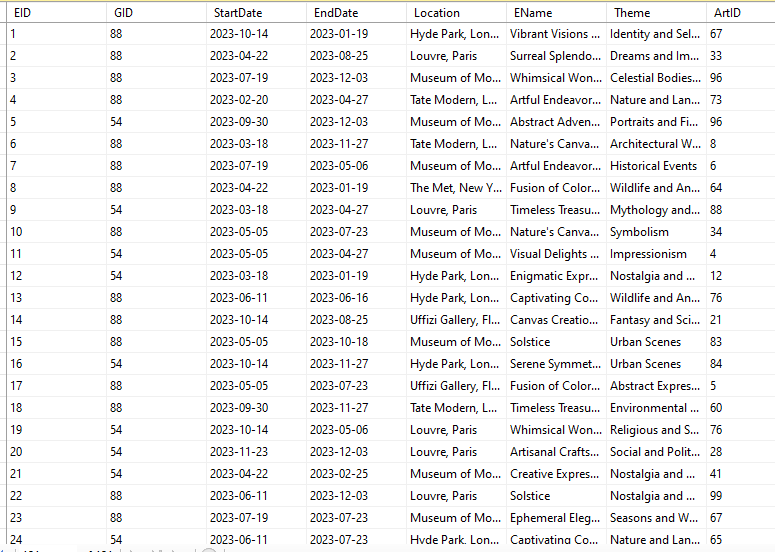 EID GID StartDate EndDate Location EName Theme ArtID
1 88 2023-10-14 2023-01-19 Hyde Park, Lon... Vibrant Visions ... Identity and Sel... 67
2 88 2023-04-22 2023-08-25 Louvre, Paris Surreal Splendo... Dreams and Im... 33
3 88 2023-07-19 2023-12-03 Museum of Mo... Whimsical Won... Celestial Bodies... 96
4 88 2023-02-20 2023-04-27 Tate Modern, L... Artful Endeavor... Nature and Lan... 73
5 54 2023-09-30 2023-12-03 Museum of Mo... Abstract Adven... Portraits and Fi... 96
6 88 2023-03-18 2023-11-27 Tate Modern, L... Nature's Canva... Architectural W... 8
7 88 2023-07-19 2023-05-06 Museum of Mo... Artful Endeavor... Historical Events 6
8 88 2023-04-22 2023-01-19 The Met, New Y... Fusion of Color... Wildlife and An... 64
9 54 2023-03-18 2023-04-27 Louvre, Paris Timeless Treasu... Mythology and... 88
10 88 2023-05-05 2023-07-23 Museum of Mo... Nature's Canva... Symbolism 34
11 54 2023-05-05 2023-04-27 Museum of Mo... Visual Delights ... Impressionism 4
12 54 2023-03-18 2023-01-19 Hyde Park, Lon... Enigmatic Expr... Nostalgia and ... 12
13 88 2023-06-11 2023-06-16 Hyde Park, Lon... Captivating Co... Wildlife and An... 76
14 88 2023-10-14 2023-08-25 Uffizi Gallery, Fl... Canvas Creatio... Fantasy and Sci... 21
15 88 2023-05-05 2023-10-18 Museum of Mo... Solstice Urban Scenes 83
16 54 2023-10-14 2023-11-27 Hyde Park, Lon... Serene Symmet... Urban Scenes 84
17 88 2023-05-05 2023-07-23 Uffizi Gallery, Fl... Fusion of Color... Abstract Expres... 5
18 88 2023-09-30 2023-11-27 Tate Modern, L... Timeless Treasu... Environmental ... 60
19 54 2023-10-14 2023-05-06 Louvre, Paris Whimsical Won... Religious and S... 76
20 54 2023-11-23 2023-12-03 Louvre, Paris Artisanal Crafts... Social and Polit... 28
21 54 2023-04-22 2023-02-25 Museum of Mo... Creative Expres... Nostalgia and ... 41
22 88 2023-06-11 2023-12-03 Louvre, Paris Solstice Nostalgia and ... 99
23 88 2023-07-19 2023-07-23 Museum of Mo... Ephemeral Eleg... Seasons and W... 67
24 54 2023-06-11 2023-07-23 Hyde Park, Lon... Captivating Co... Nature and Lan... 65